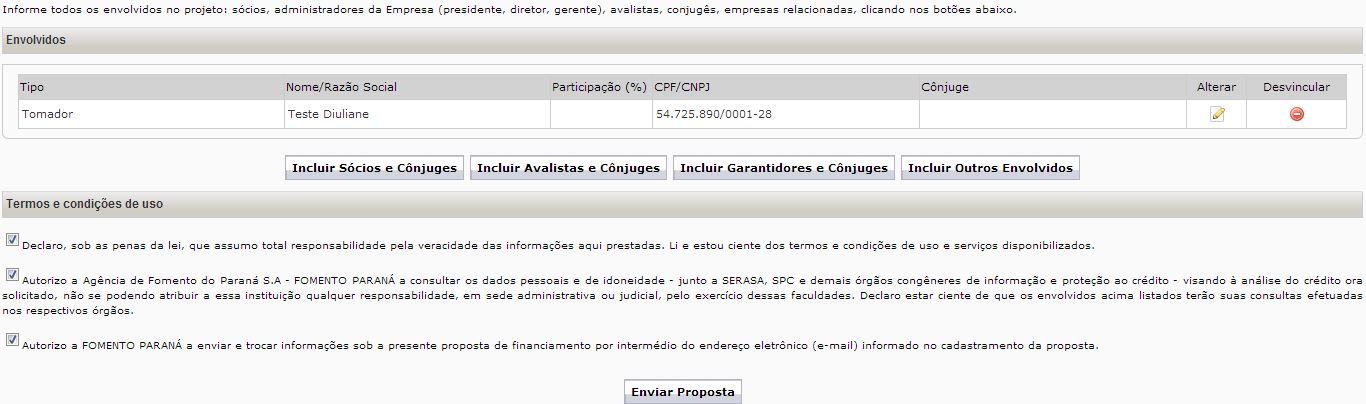 Informe todos os envolvidos no projeto: sócios, administradores da Empresa (presidente, diretor, gerente), avalistas, conjugês, empresas relacionadas, clicando nos botões abaixo.
Envolvidos
Tipo Nome/Razão Social Participação (%) CPF/CNPJ Cônjuge Alterar Desvincular
Tomador Teste Diuliane 54.725.890/0001-28
Incluir Sócios e Cônjuges Incluir Avalistas e Cônjuges Incluir Garantidores e Cônjuges Incluir Outros Envolvidos
Termos e condições de uso
Declaro, sob as penas da lei, que assumo total responsabilidade pela veracidade das informações aqui prestadas. Li e estou ciente dos termos e condições de uso e serviços disponibilizados.
Autorizo a Agência de Fomento do Paraná S.A - FOMENTO PARANÁ a consultar os dados pessoais e de idoneidade - junto a SERASA, SPC e demais órgãos congêneres de informação e proteção ao crédito - visando à análise do crédito ora
solicitado, não se podendo atribuir a essa instituição qualquer responsabilidade, em sede administrativa ou judicial, pelo exercício dessas faculdades. Declaro estar ciente de que os envolvidos acima listados terão suas consultas efetuadas
nos respectivos órgãos.
Autorizo a FOMENTO PARANÁ a enviar e trocar informações sob a presente proposta de financiamento por intermédio do endereço eletrônico (e-mail) informado no cadastramento da proposta.
Enviar Proposta